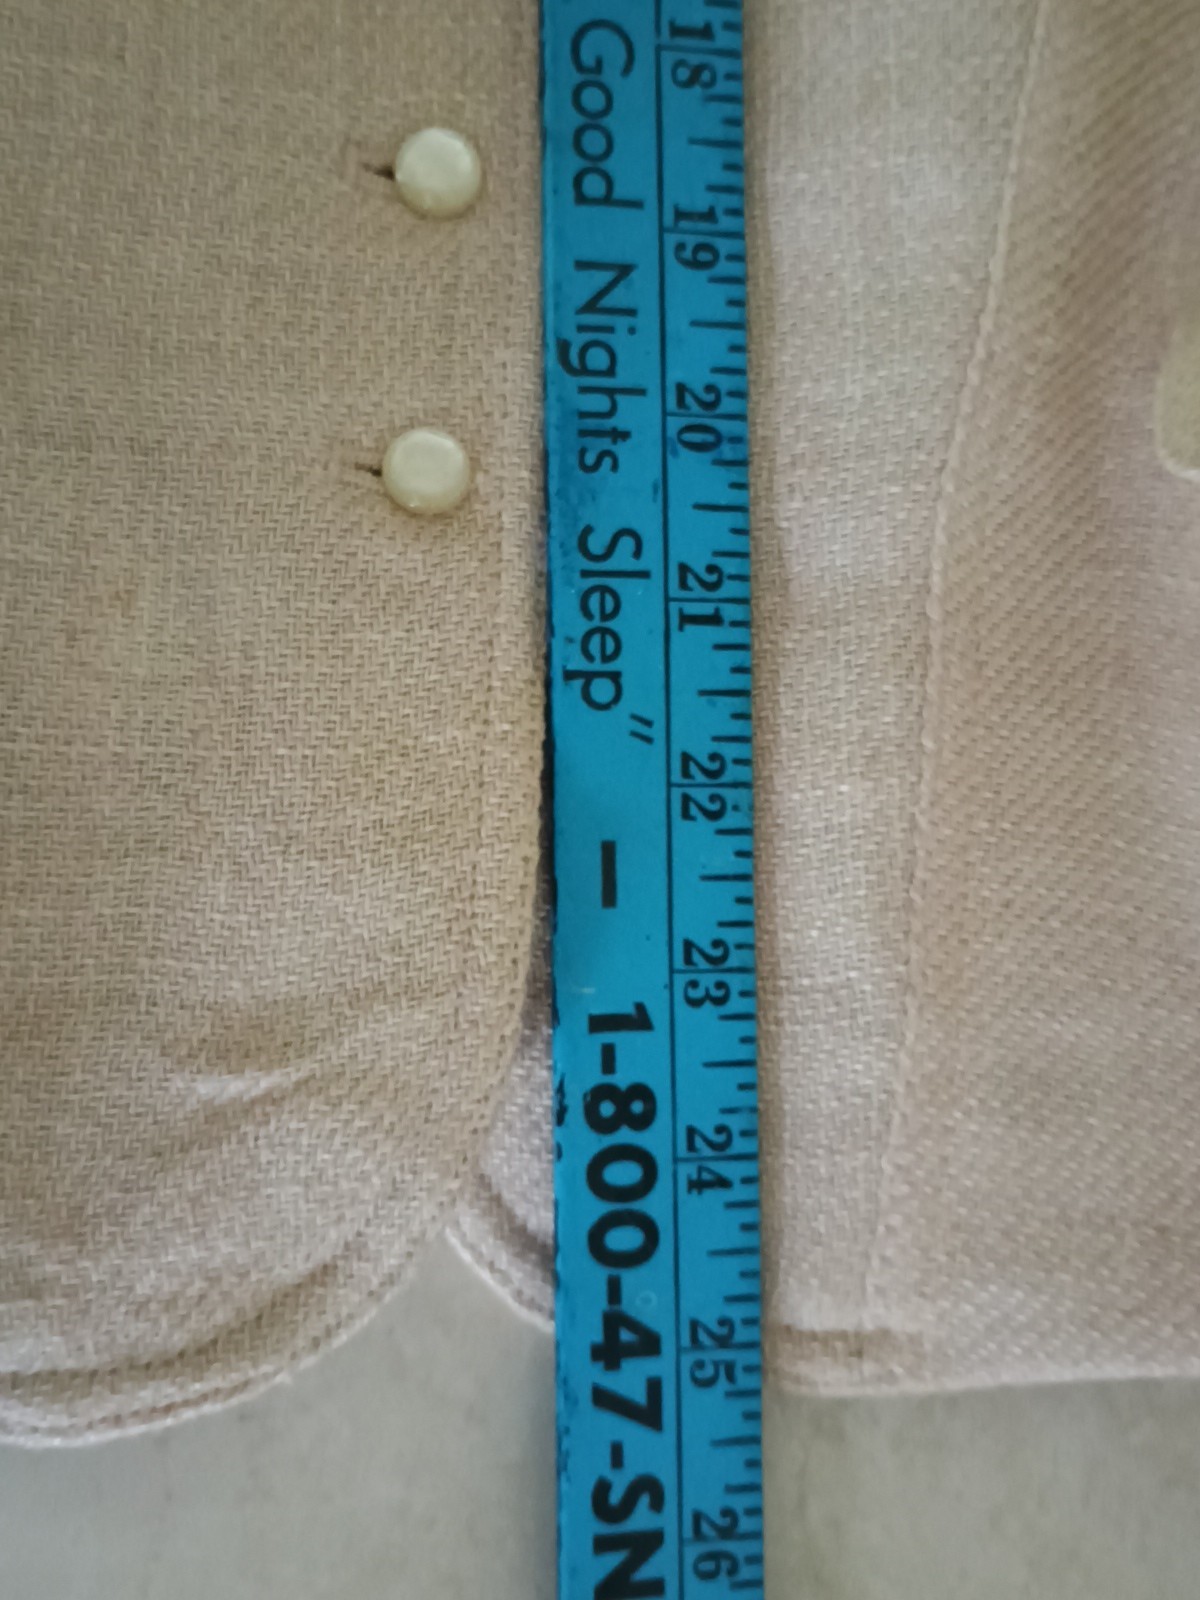 Good Nights Sleep" – 1-800-47-SN
18 19 20 21 22 23 24 25 26